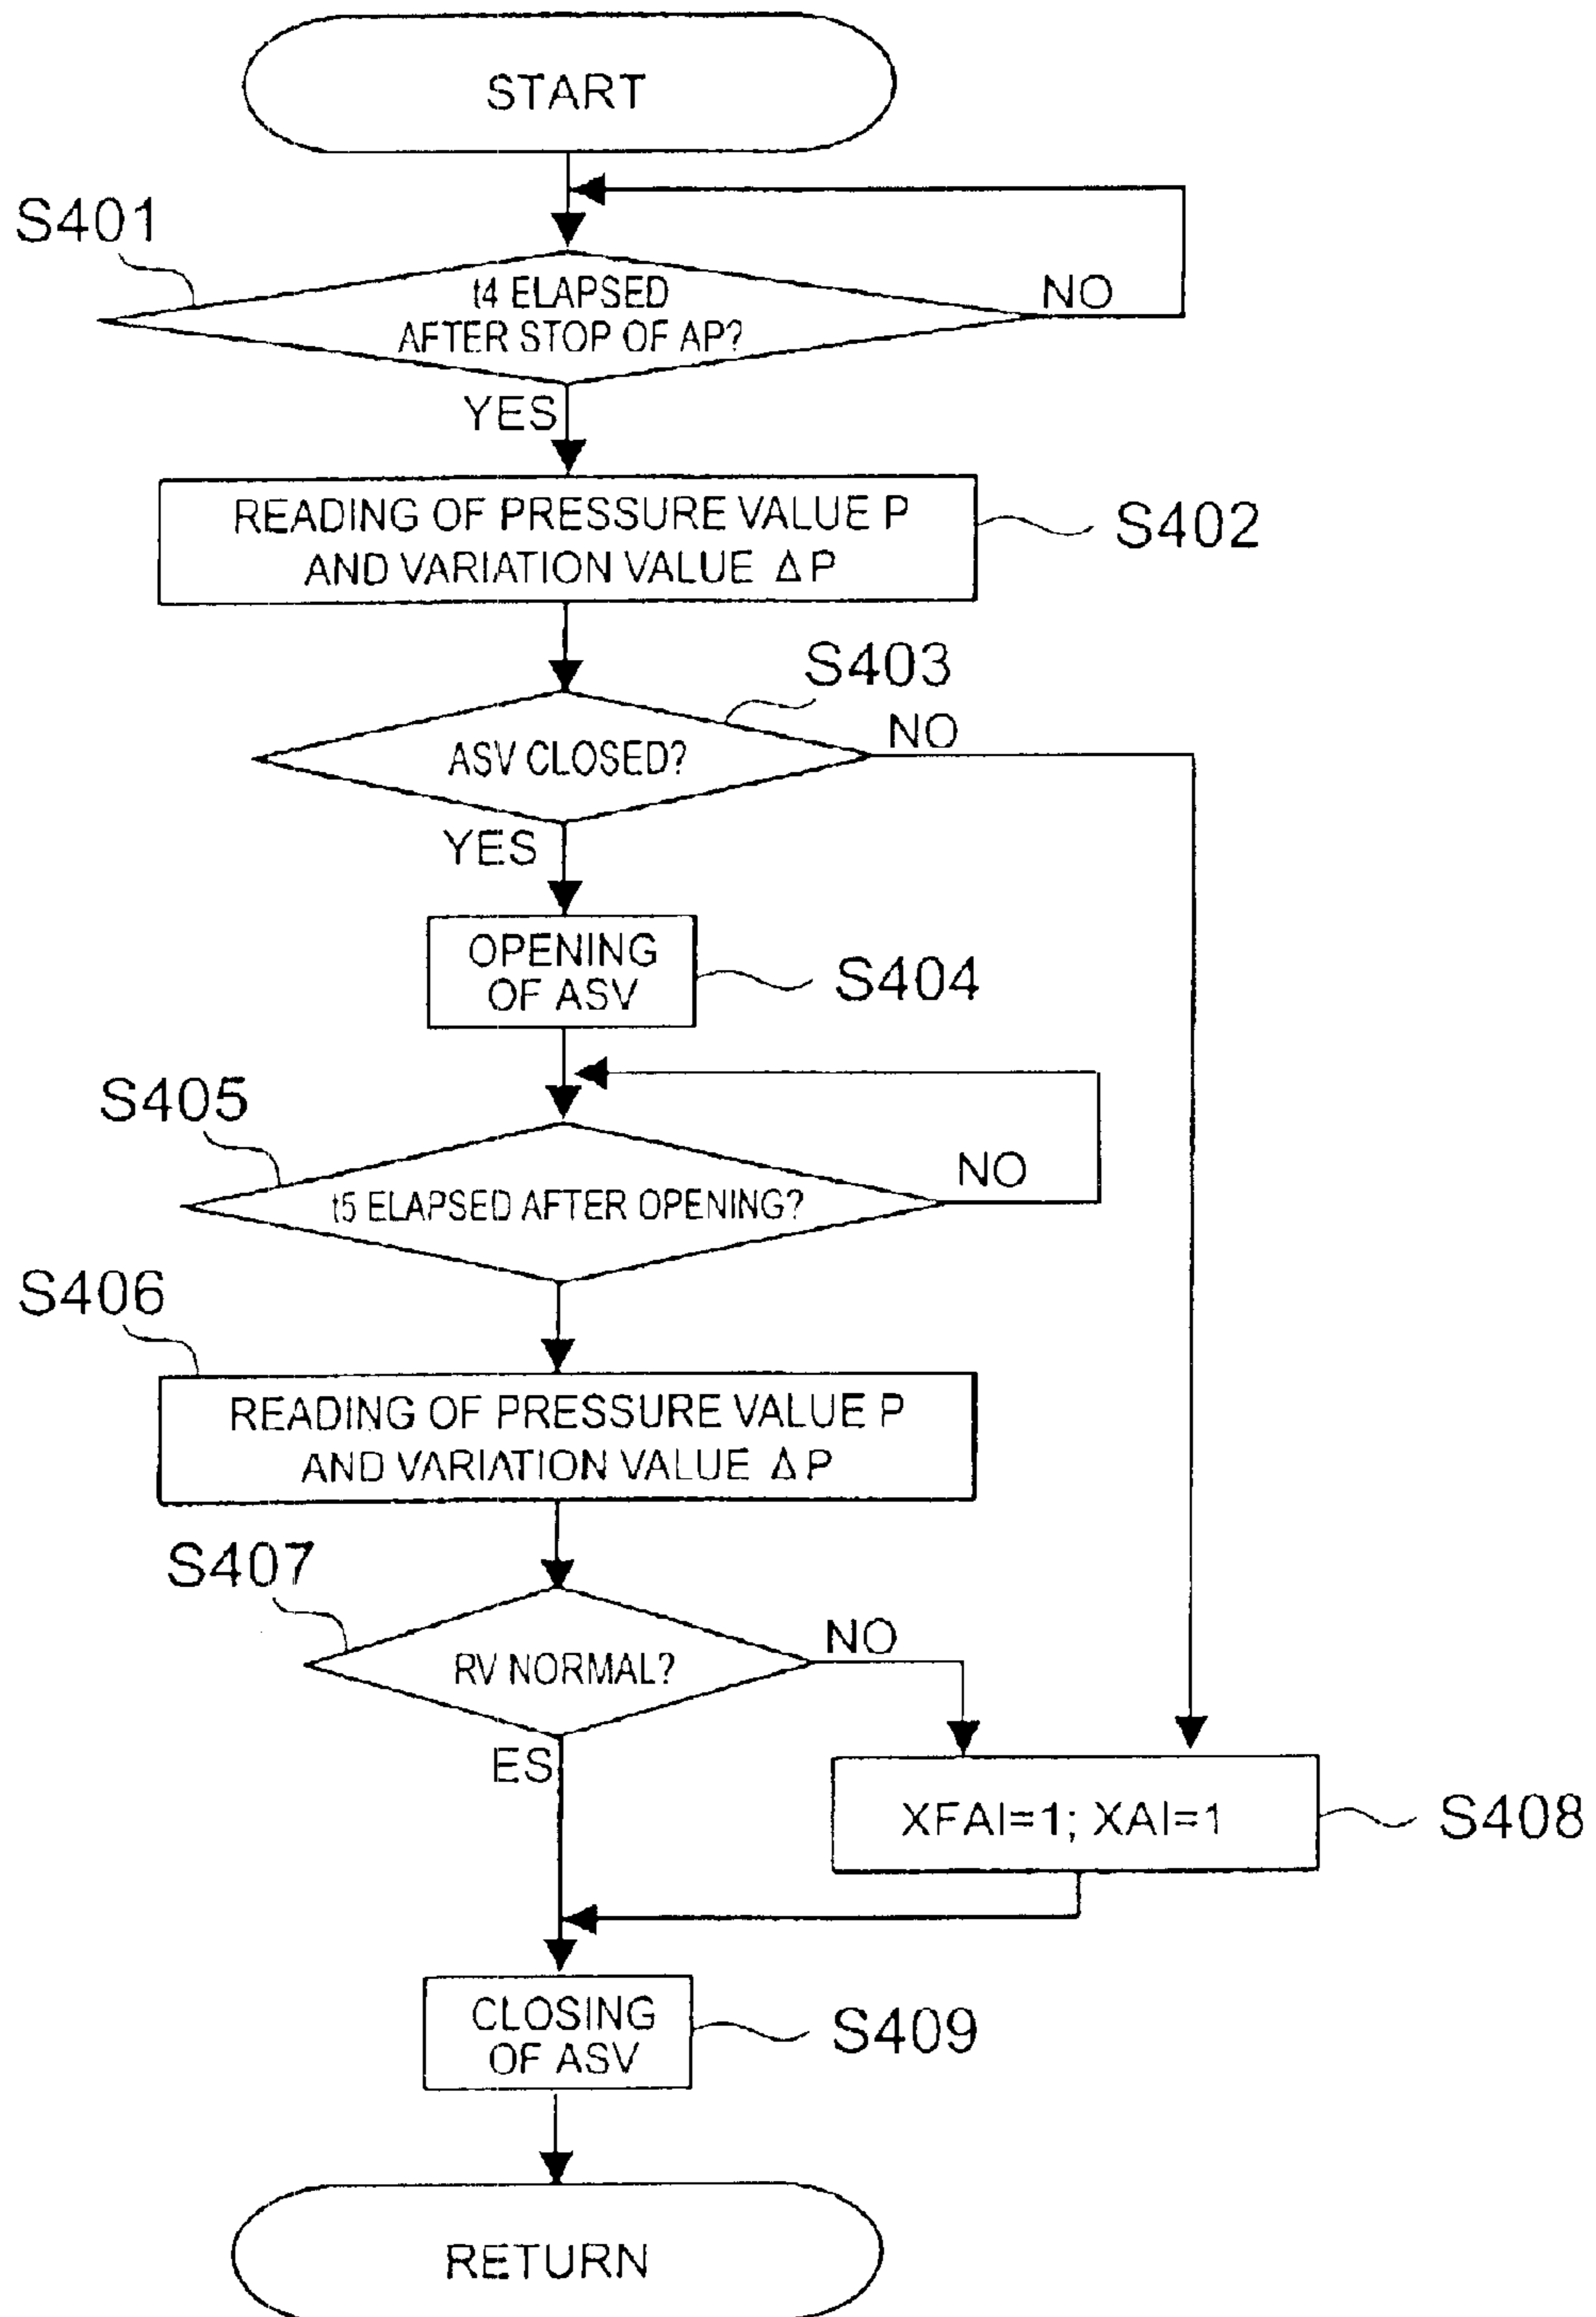 START
S401
t4 ELAPSED
AFTER STOP OF AP?
NO
YES
READING OF PRESSURE VALUE P
AND VARIATION VALUE ΔP
S402
S403
ASV CLOSED?
NO
YES
OPENING
OF ASV
S404
S405
t5 ELAPSED AFTER OPENING?
NO
S406
READING OF PRESSURE VALUE P
AND VARIATION VALUE ΔP
S407
RV NORMAL?
NO
ES
XFAI=1; XAI=1
S408
CLOSING
OF ASV
S409
RETURN